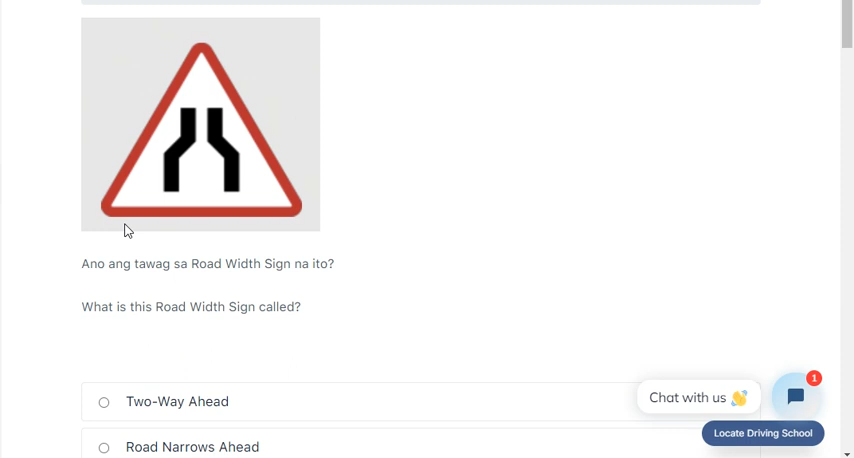 Ano ang tawag sa Road Width Sign na ito?
What is this Road Width Sign called?
Two-Way Ahead
Chat with us 👋
1
Locate Driving School
Road Narrows Ahead